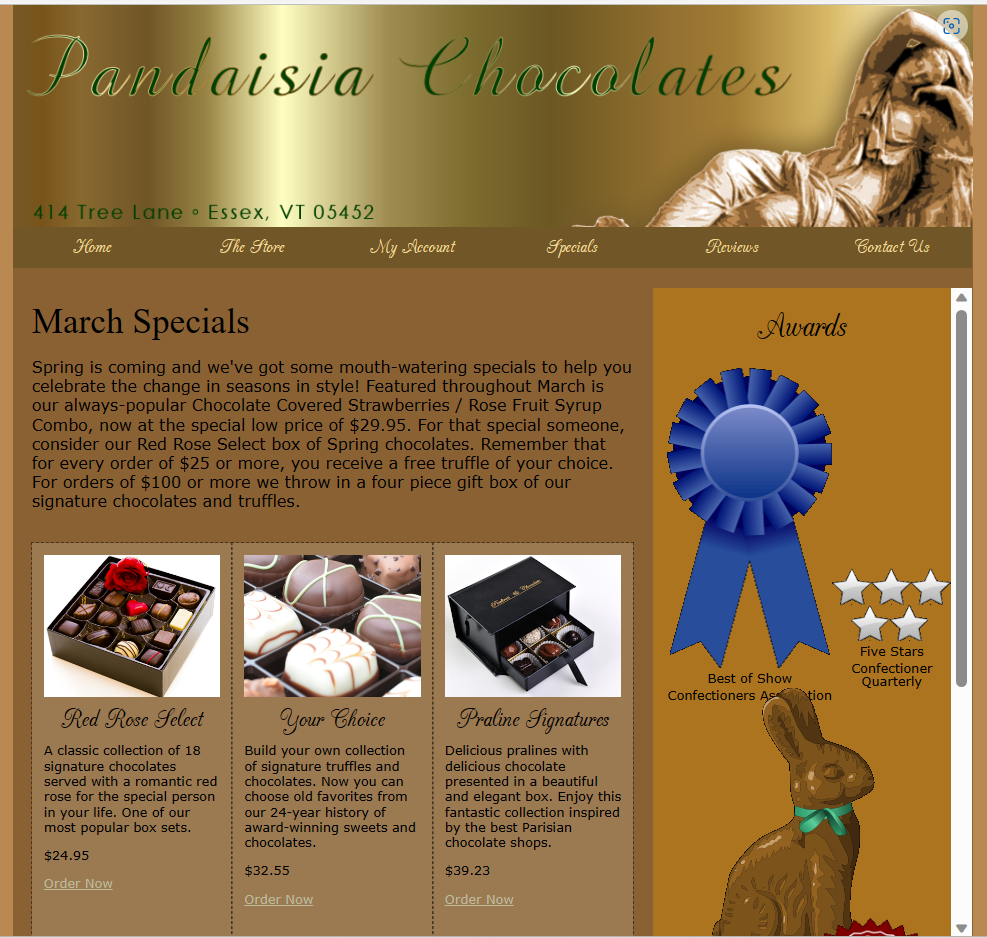 Pandaisia Chocolates
414 Tree Lane ∘ Essex, VT 05452
Home The Store My Account Specials Reviews Contact Us
March Specials
Spring is coming and we've got some mouth-watering specials to help you
celebrate the change in seasons in style! Featured throughout March is
our always-popular Chocolate Covered Strawberries / Rose Fruit Syrup
Combo, now at the special low price of $29.95. For that special someone,
consider our Red Rose Select box of Spring chocolates. Remember that
for every order of $25 or more, you receive a free truffle of your choice.
For orders of $100 or more we throw in a four piece gift box of our
signature chocolates and truffles.
Red Rose Select
A classic collection of 18
signature chocolates
served with a romantic red
rose for the special person
in your life. One of our
most popular box sets.
$24.95
Order Now
Your Choice
Build your own collection
of signature truffles and
chocolates. Now you can
choose old favorites from
our 24-year history of
award-winning sweets and
chocolates.
$32.55
Order Now
Praline Signatures
Delicious pralines with
delicious chocolate
presented in a beautiful
and elegant box. Enjoy this
fantastic collection inspired
by the best Parisian
chocolate shops.
$39.23
Order Now
Awards
Best of Show
Confectioners Association
Five Stars
Confectioner
Quarterly